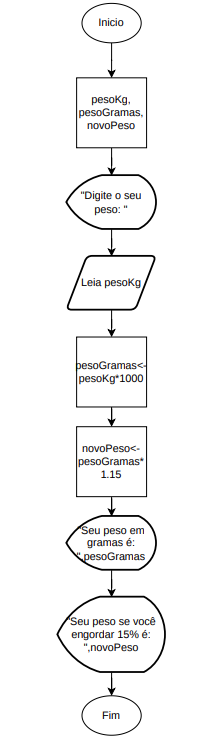 Inicio
pesoKg,
pesoGramas,
novoPeso
"Digite o seu
peso: "
Leia pesoKg
pesoGramas<-
pesoKg*1000
novoPeso<-
pesoGramas*
1.15
"Seu peso em
gramas é:
",pesoGramas
"Seu peso se você
engordar 15% é:
",novoPeso
Fim